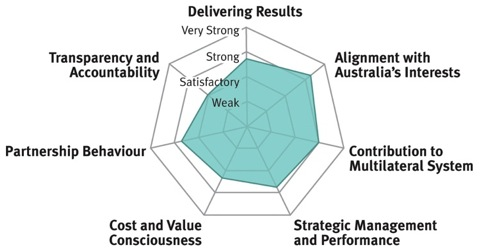 Delivering Results
Very Strong
Strong
Satisfactory
Weak
Transparency and
Accountability
Alignment with
Australia's Interests
Partnership Behaviour
Contribution to
Multilateral System
Cost and Value
Consciousness
Strategic Management
and Performance